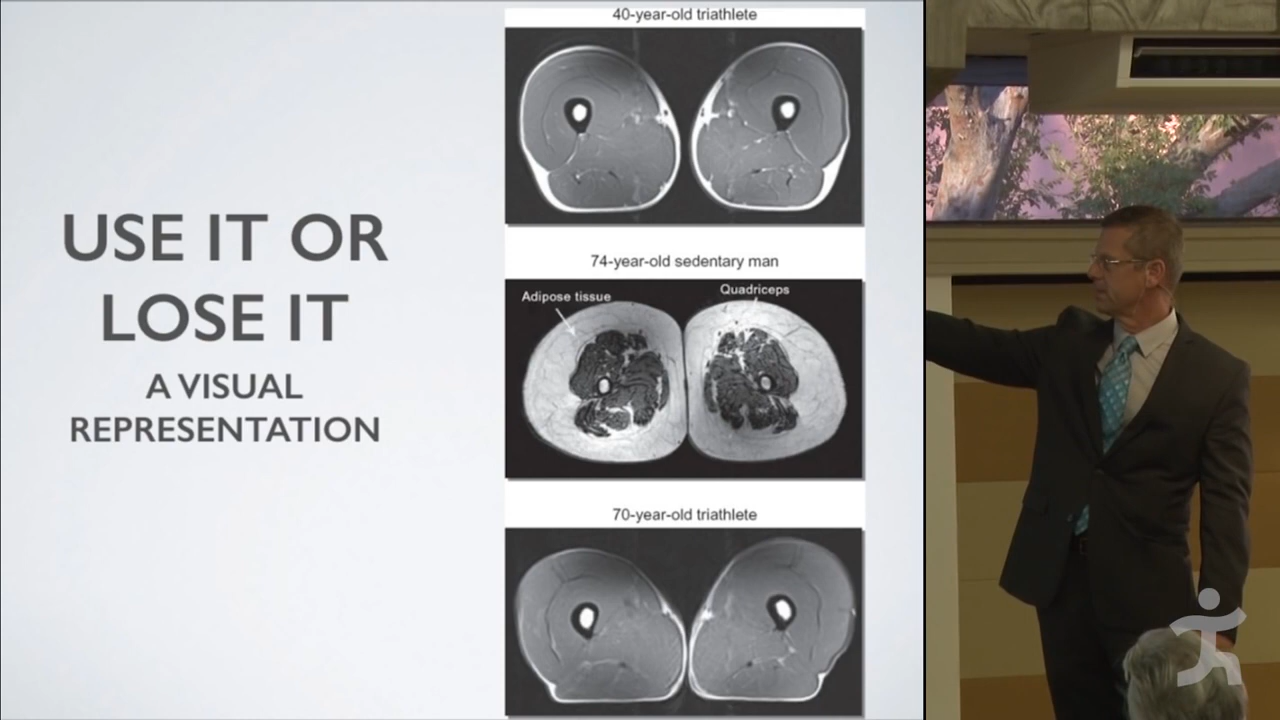 USE IT OR
LOSE IT
A VISUAL
REPRESENTATION
40-year-old triathlete
74-year-old sedentary man
Adipose tissue
Quadriceps
70-year-old triathlete